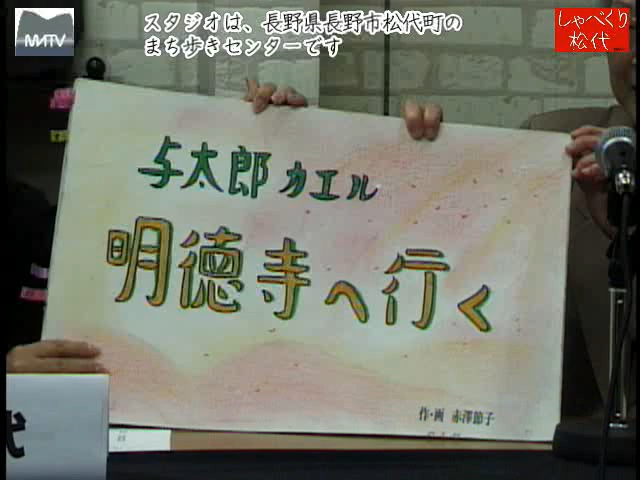 MATV
スタジオは、長野県長野市松代町の
まち歩きセンターです
しゃべくり
松代
与太郎カエル
明徳寺へ行く
作・画 赤澤節子
代